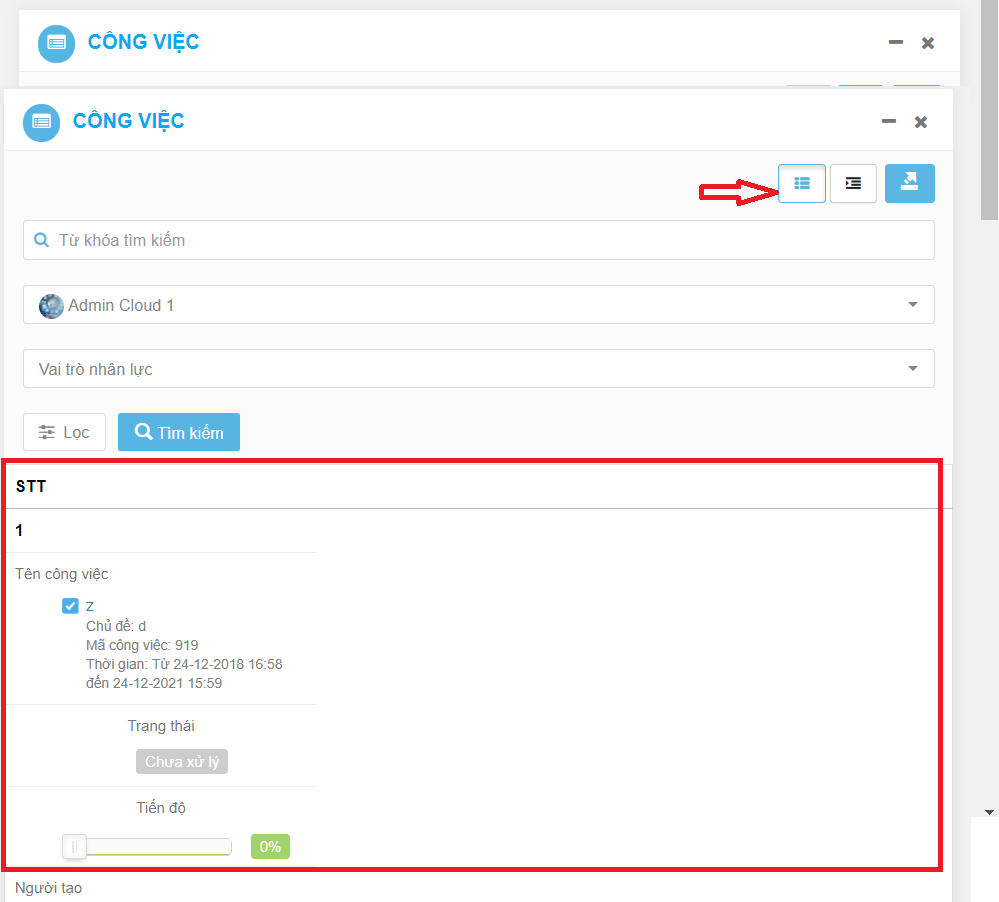 CÔNG VIỆC
CÔNG VIỆC
Từ khóa tìm kiếm
Admin Cloud 1
Vai trò nhân lực
Lọc
Tìm kiếm
STT
1
Tên công việc
z
Chủ đề: d
Mã công việc: 919
Thời gian: Từ 24-12-2018 16:58
đến 24-12-2021 15:59
Trạng thái
Chưa xử lý
Tiến độ
0%
Người tạo